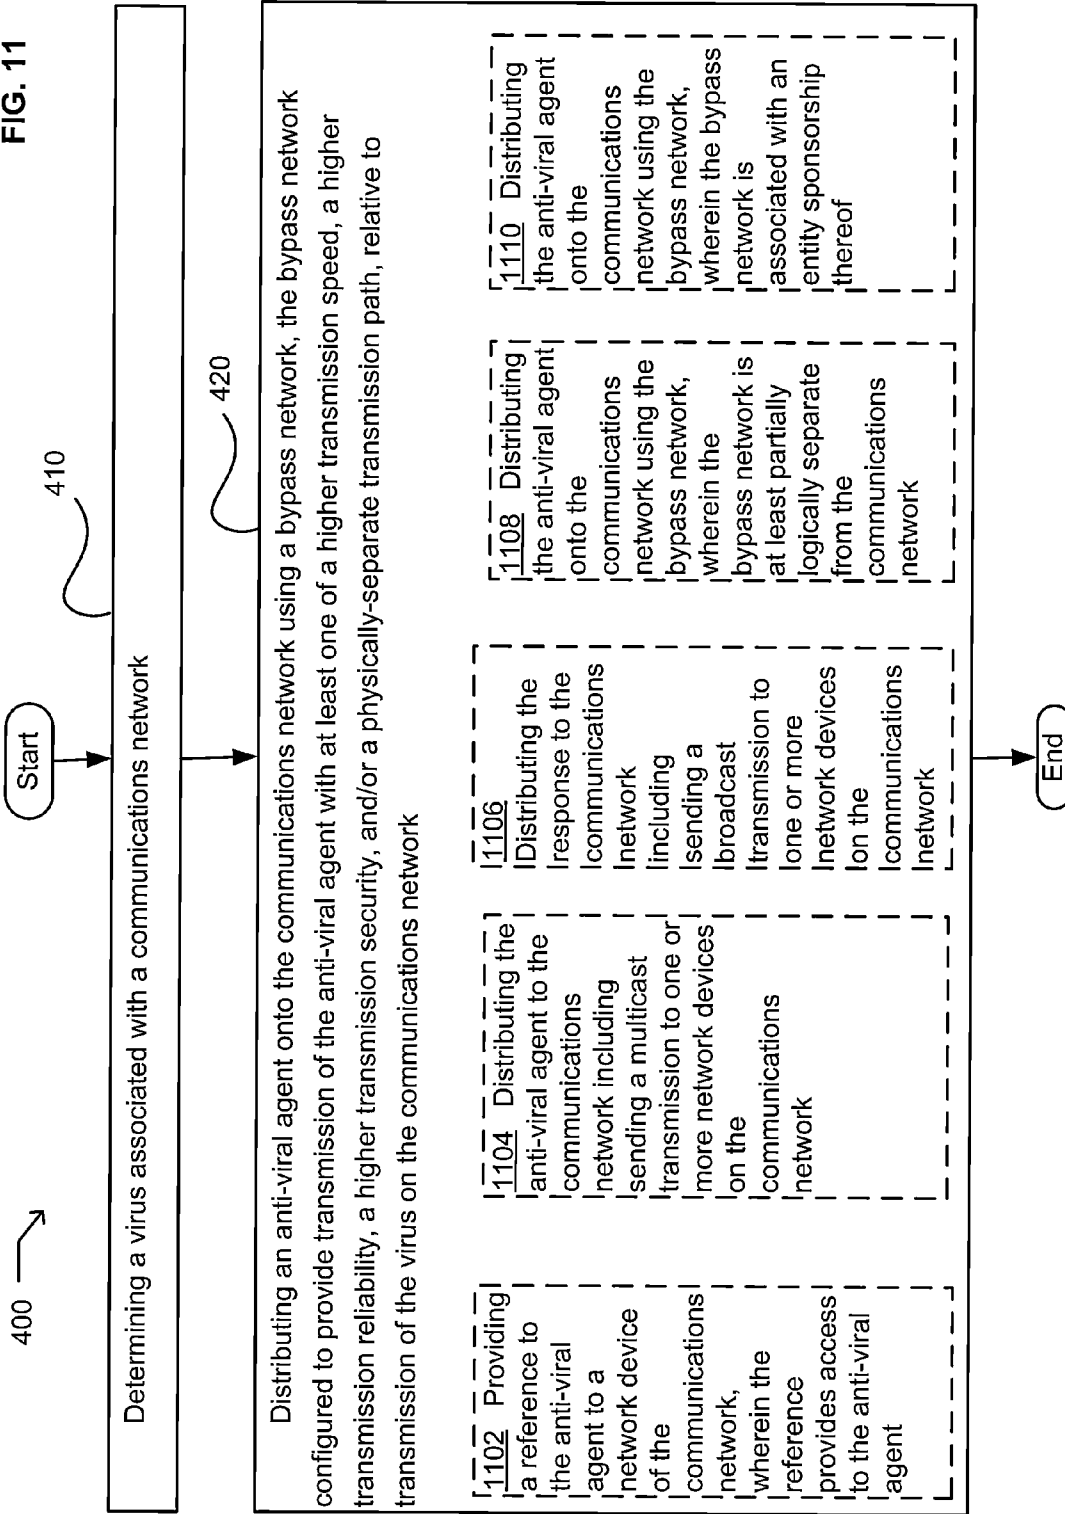 FIG. 11
400
Start
410
Determining a virus associated with a communications network
420
Distributing an anti-viral agent onto the communications network using a bypass network, the bypass network
configured to provide transmission of the anti-viral agent with at least one of a higher transmission speed, a higher
transmission reliability, a higher transmission security, and/or a physically-separate transmission path, relative to
transmission of the virus on the communications network
1102 Providing
a reference to
the anti-viral
agent to a
network device
of the
communications
network,
wherein the
reference
provides access
to the anti-viral
agent
1104 Distributing the
anti-viral agent to the
communications
network including
sending a multicast
transmission to one or
more network devices
on the
communications
network
1106
Distributing the
response to the
communications
network
including
sending a
broadcast
transmission to
one or more
network devices
on the
communications
network
1108 Distributing
the anti-viral agent
onto the
communications
network using the
bypass network,
wherein the
bypass network is
at least partially
logically separate
from the
communications
network
1110 Distributing
the anti-viral agent
onto the
communications
network using the
bypass network,
wherein the bypass
network is
associated with an
entity sponsorship
thereof
End